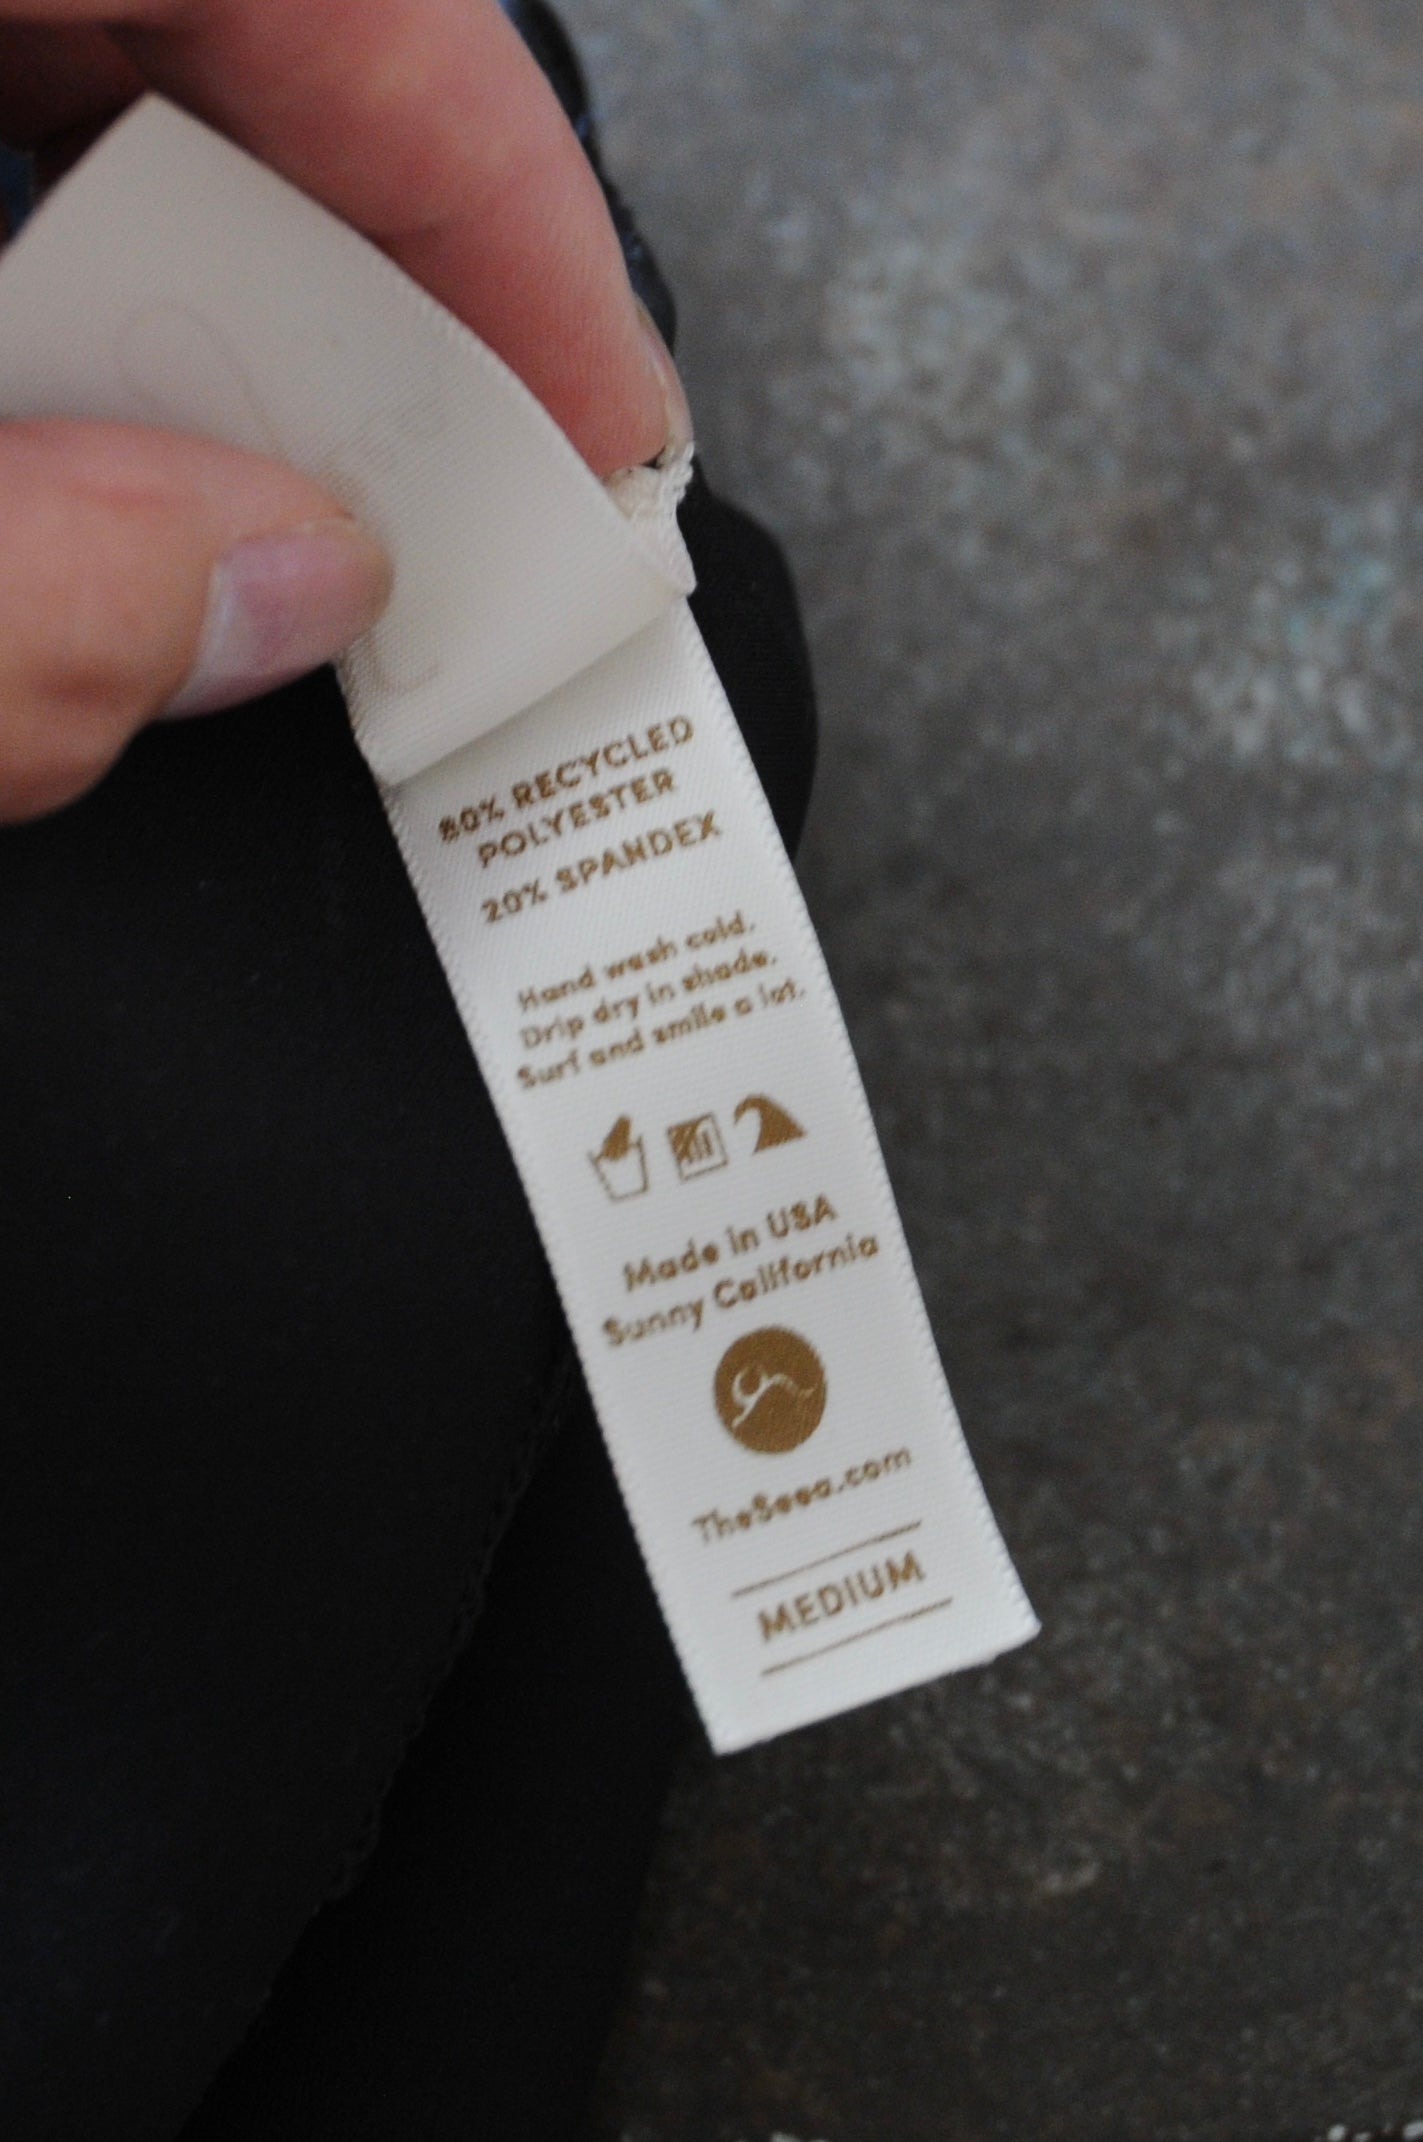 80% RECYCLED
POLYESTER
20% SPANDEX
Hand wash cold.
Drip dry in shade.
Surf and smile a lot.
Made in USA
Sunny California
TheSeea.com
MEDIUM